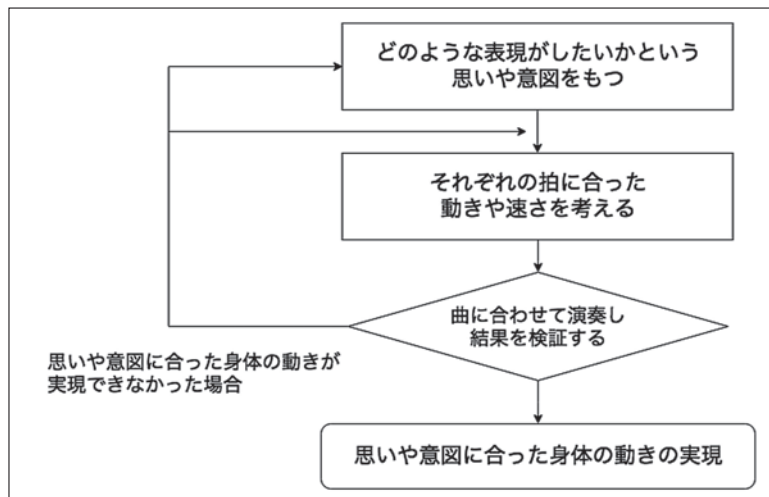 どのような表現がしたいかという
思いや意図をもつ
それぞれの拍に合った
動きや速さを考える
曲に合わせて演奏し
結果を検証する
思いや意図に合った身体の動きが
実現できなかった場合
思いや意図に合った身体の動きの実現